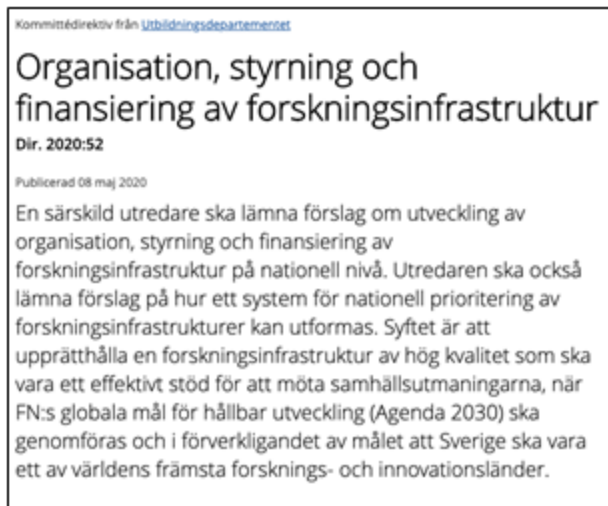 Kommittédirektiv från Utbildningsdepartementet
Organisation, styrning och
finansiering av forskningsinfrastruktur
Dir. 2020:52
Publicerad 08 maj 2020
En särskild utredare ska lämna förslag om utveckling av
organisation, styrning och finansiering av
forskningsinfrastruktur på nationell nivå. Utredaren ska också
lämna förslag på hur ett system för nationell prioritering av
forskningsinfrastrukturer kan utformas. Syftet är att
upprätthålla en forskningsinfrastruktur av hög kvalitet som ska
vara ett effektivt stöd för att möta samhällsutmaningarna, när
FN:s globala mål för hållbar utveckling (Agenda 2030) ska
genomföras och i förverkligandet av målet att Sverige ska vara
ett av världens främsta forsknings- och innovationsländer.